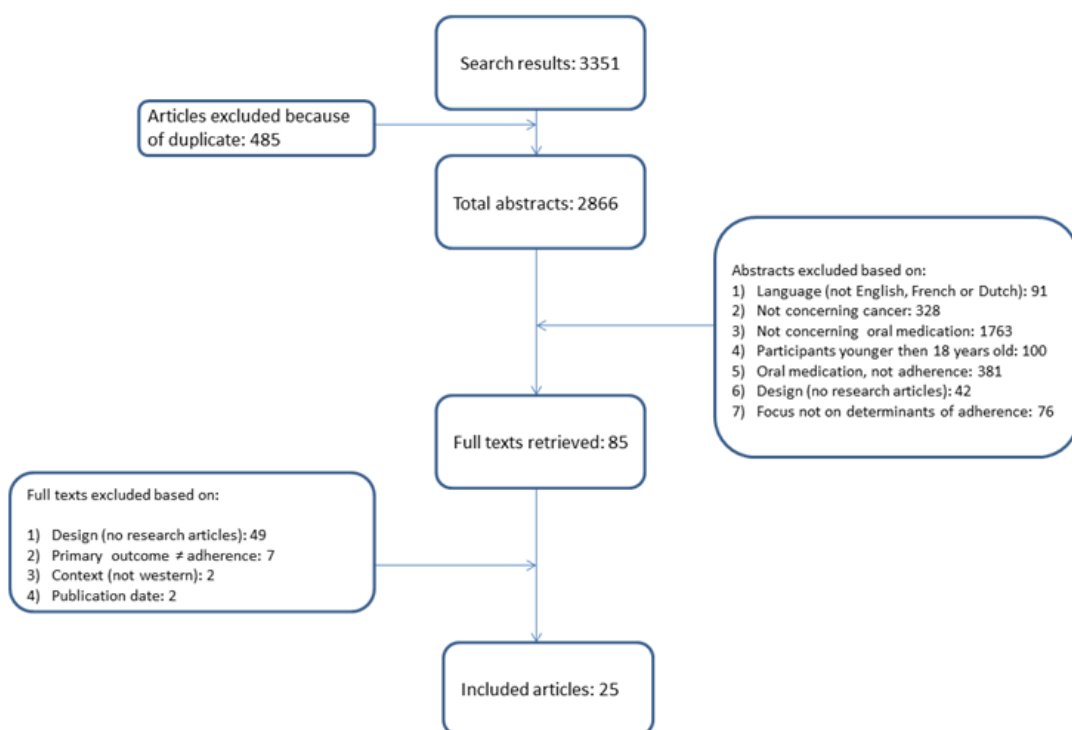 Search results: 3351
Articles excluded because
of duplicate: 485
Total abstracts: 2866
Abstracts excluded based on:
1) Language (not English, French or Dutch): 91
2) Not concerning cancer: 328
3) Not concerning oral medication: 1763
4) Participants younger then 18 years old: 100
5) Oral medication, not adherence: 381
6) Design (no research articles): 42
7) Focus not on determinants of adherence: 76
Full texts retrieved: 85
Full texts excluded based on:
1) Design (no research articles): 49
2) Primary outcome ≠ adherence: 7
3) Context (not western): 2
4) Publication date: 2
Included articles: 25